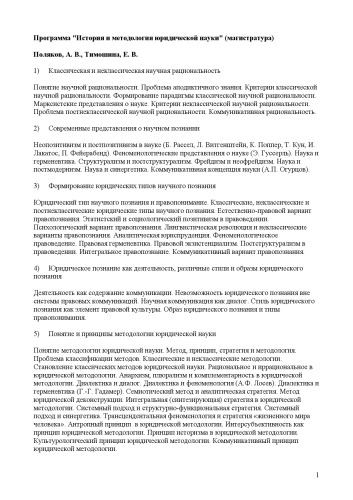 Программа "История и методология юридической науки" (магистратура)
Поляков, А. В., Тимошина, Е. В.
1) Классическая и неклассическая научная рациональность
Понятие научной рациональности. Проблема аподиктичного знания. Критерии классической
научной рациональности. Формирование парадигмы классической научной рациональности.
Марксистские представления о науке. Критерии неклассической научной рациональности.
Проблема постнеклассической научной рациональности. Коммуникативная рациональность.
2) Современные представления о научном познании
Неопозитивизм и постпозитивизм в науке (Б. Рассел, Л. Витгенштейн, К. Поппер, Т. Кун, И.
Лакатос, П. Фейерабенд). Феноменологические представления о науке (Э. Гуссерль). Наука и
герменевтика. Структурализм и постструктурализм. Фрейдизм и неофрейдизм. Наука и
постмодернизм. Наука и синергетика. Коммуникативная концепция науки (А.П. Огурцов).
3) Формирование юридических типов научного познания
Юридический тип научного познания и правопонимание. Классические, неклассические и
постнеклассические юридические типы научного познания. Естественно-правовой вариант
правопознания. Этатистский и социологический позитивизм в правоведении.
Психологический вариант правопознания. Лингвистическая революция и неклассические
варианты правопознания. Аналитическая юриспруденция. Феноменологическое
правоведение. Правовая герменевтика. Правовой экзистенциализм. Постструктурализм в
правоведении. Интегральное правопознание. Коммуникативный вариант правопознания.
4) Юридическое познание как деятельность, различные стили и образы юридического
познания
Деятельность как содержание коммуникации. Невозможность юридического познания вне
системы правовых коммуникаций. Научная коммуникация как диалог. Стиль юридического
познания как элемент правовой культуры. Образ юридического познания и типы
правопонимания.
5) Понятие и принципы методологии юридической науки
Понятие методологии юридической науки. Метод, принцип, стратегия и методология.
Проблема классификации методов. Классические и неклассические методологии.
Становление классических методов юридической науки. Рациональное и иррациональное в
юридической методологии. Анархизм, плюрализм и комплементарность в юридической
методологии. Диалектика и диалог. Диалектика и феноменология (А.Ф. Лосев). Диалектика и
герменевтика (Г.-Г. Гадамер). Семиотический метод и аналитическая стратегия. Метод
юридической деконструкции. Интегральная (синтезирующая) стратегия в юридической
методологии. Системный подход и структурно-функциональная стратегия. Системный
подход и синергетика. Трансцендентальная феноменология и стратегия «жизненного мира
человека». Антропный принцип в юридической методологии. Интерсубъективность как
принцип юридической методологии. Принцип историзма в юридической методологии.
Культурологический принцип юридической методологии. Коммуникативный принцип
юридической методологии.
1